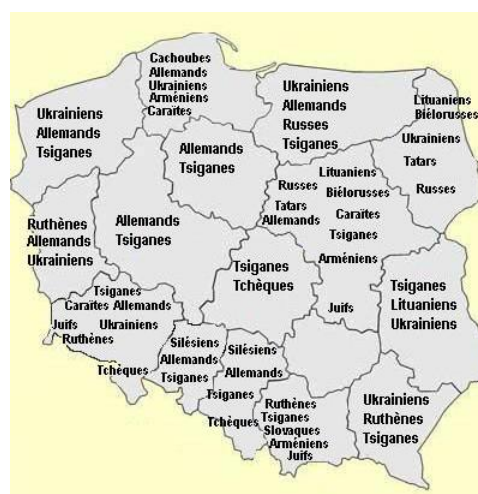 Cachoubes
Allemands
Ukrainiens
Arméniens
Caraïtes
Ukrainiens
Allemands
Tsiganes
Ukrainiens
Allemands
Russes
Tsiganes
Lituaniens
Biélorusses
Ukrainiens
Tatars
Russes
Allemands
Tsiganes
Lituaniens
Russes
Biélorusses
Tatars
Caraïtes
Allemands
Tsiganes
Arméniens
Juifs
Ruthènes
Allemands
Ukrainiens
Allemands
Tsiganes
Tsiganes
Tchèques
Tsiganes
Lituaniens
Ukrainiens
Tsiganes
Caraïtes Allemands
Juifs Ukrainiens
Ruthènes
Tchèques
Silésiens
Allemands
Tsiganes
Silésiens
Allemands
Tsiganes
Tchèques
Ruthènes
Tsiganes
Slovaques
Arméniens
Juifs
Ukrainiens
Ruthènes
Tsiganes